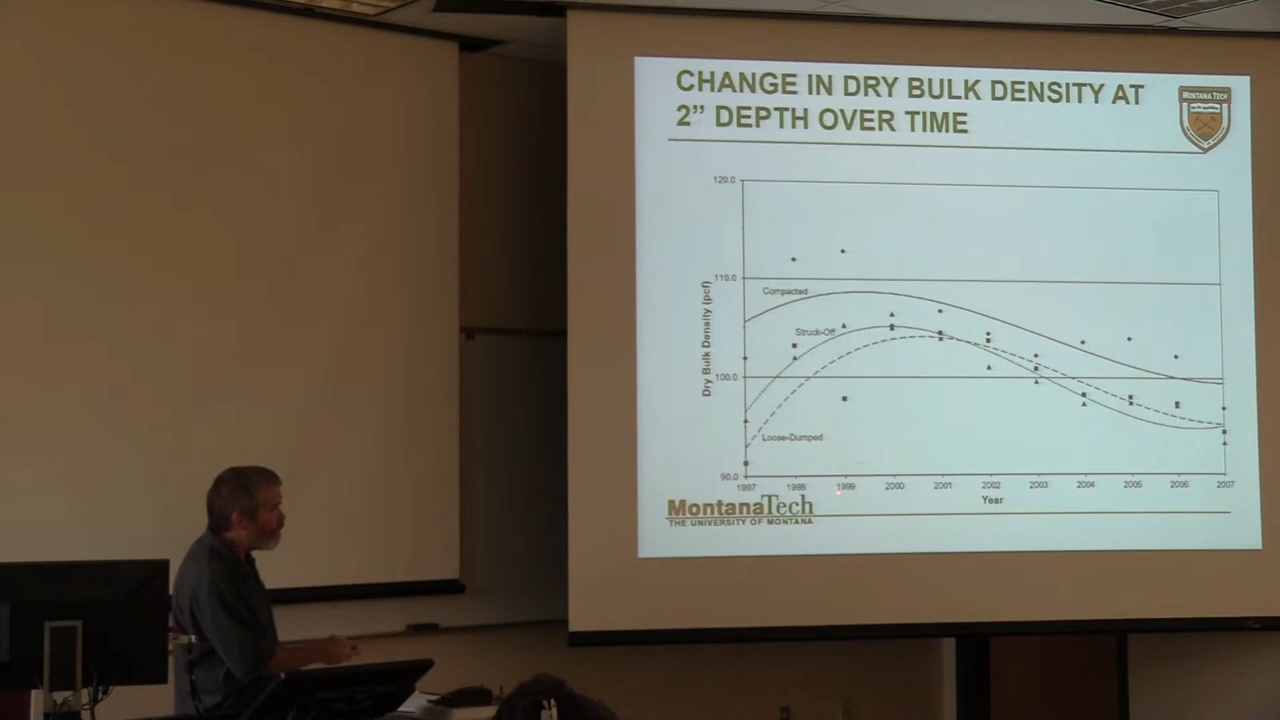 CHANGE IN DRY BULK DENSITY AT
2” DEPTH OVER TIME
MONTANA TECH
120.0
110.0
Compacted
Struck-Off
Dry Bulk Density (pcf)
100.0
Loose-Dumped
90.0
1997 1998 1999 2000 2001 2002 2003 2004 2005 2006 2007
Year
MontanaTech
THE UNIVERSITY OF MONTANA